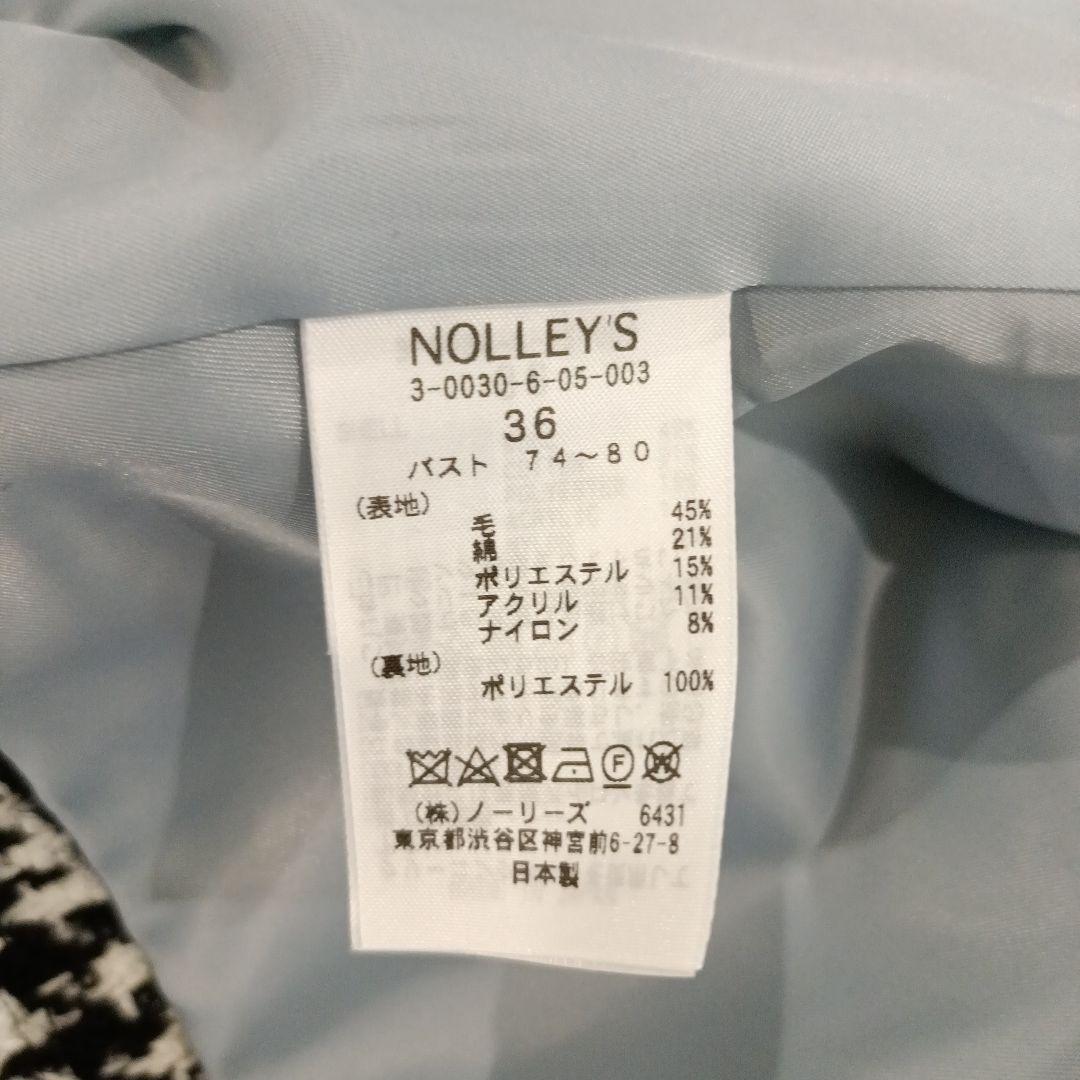 NOLLEY'S
3-0030-6-05-003
36
バスト 74～80
(表地)
毛 45%
綿 21%
ポリエステル 15%
アクリル 11%
ナイロン 8%
(裏地)
ポリエステル 100%
F W
(株)ノーリーズ 6431
東京都渋谷区神宮前6-27-8
日本製